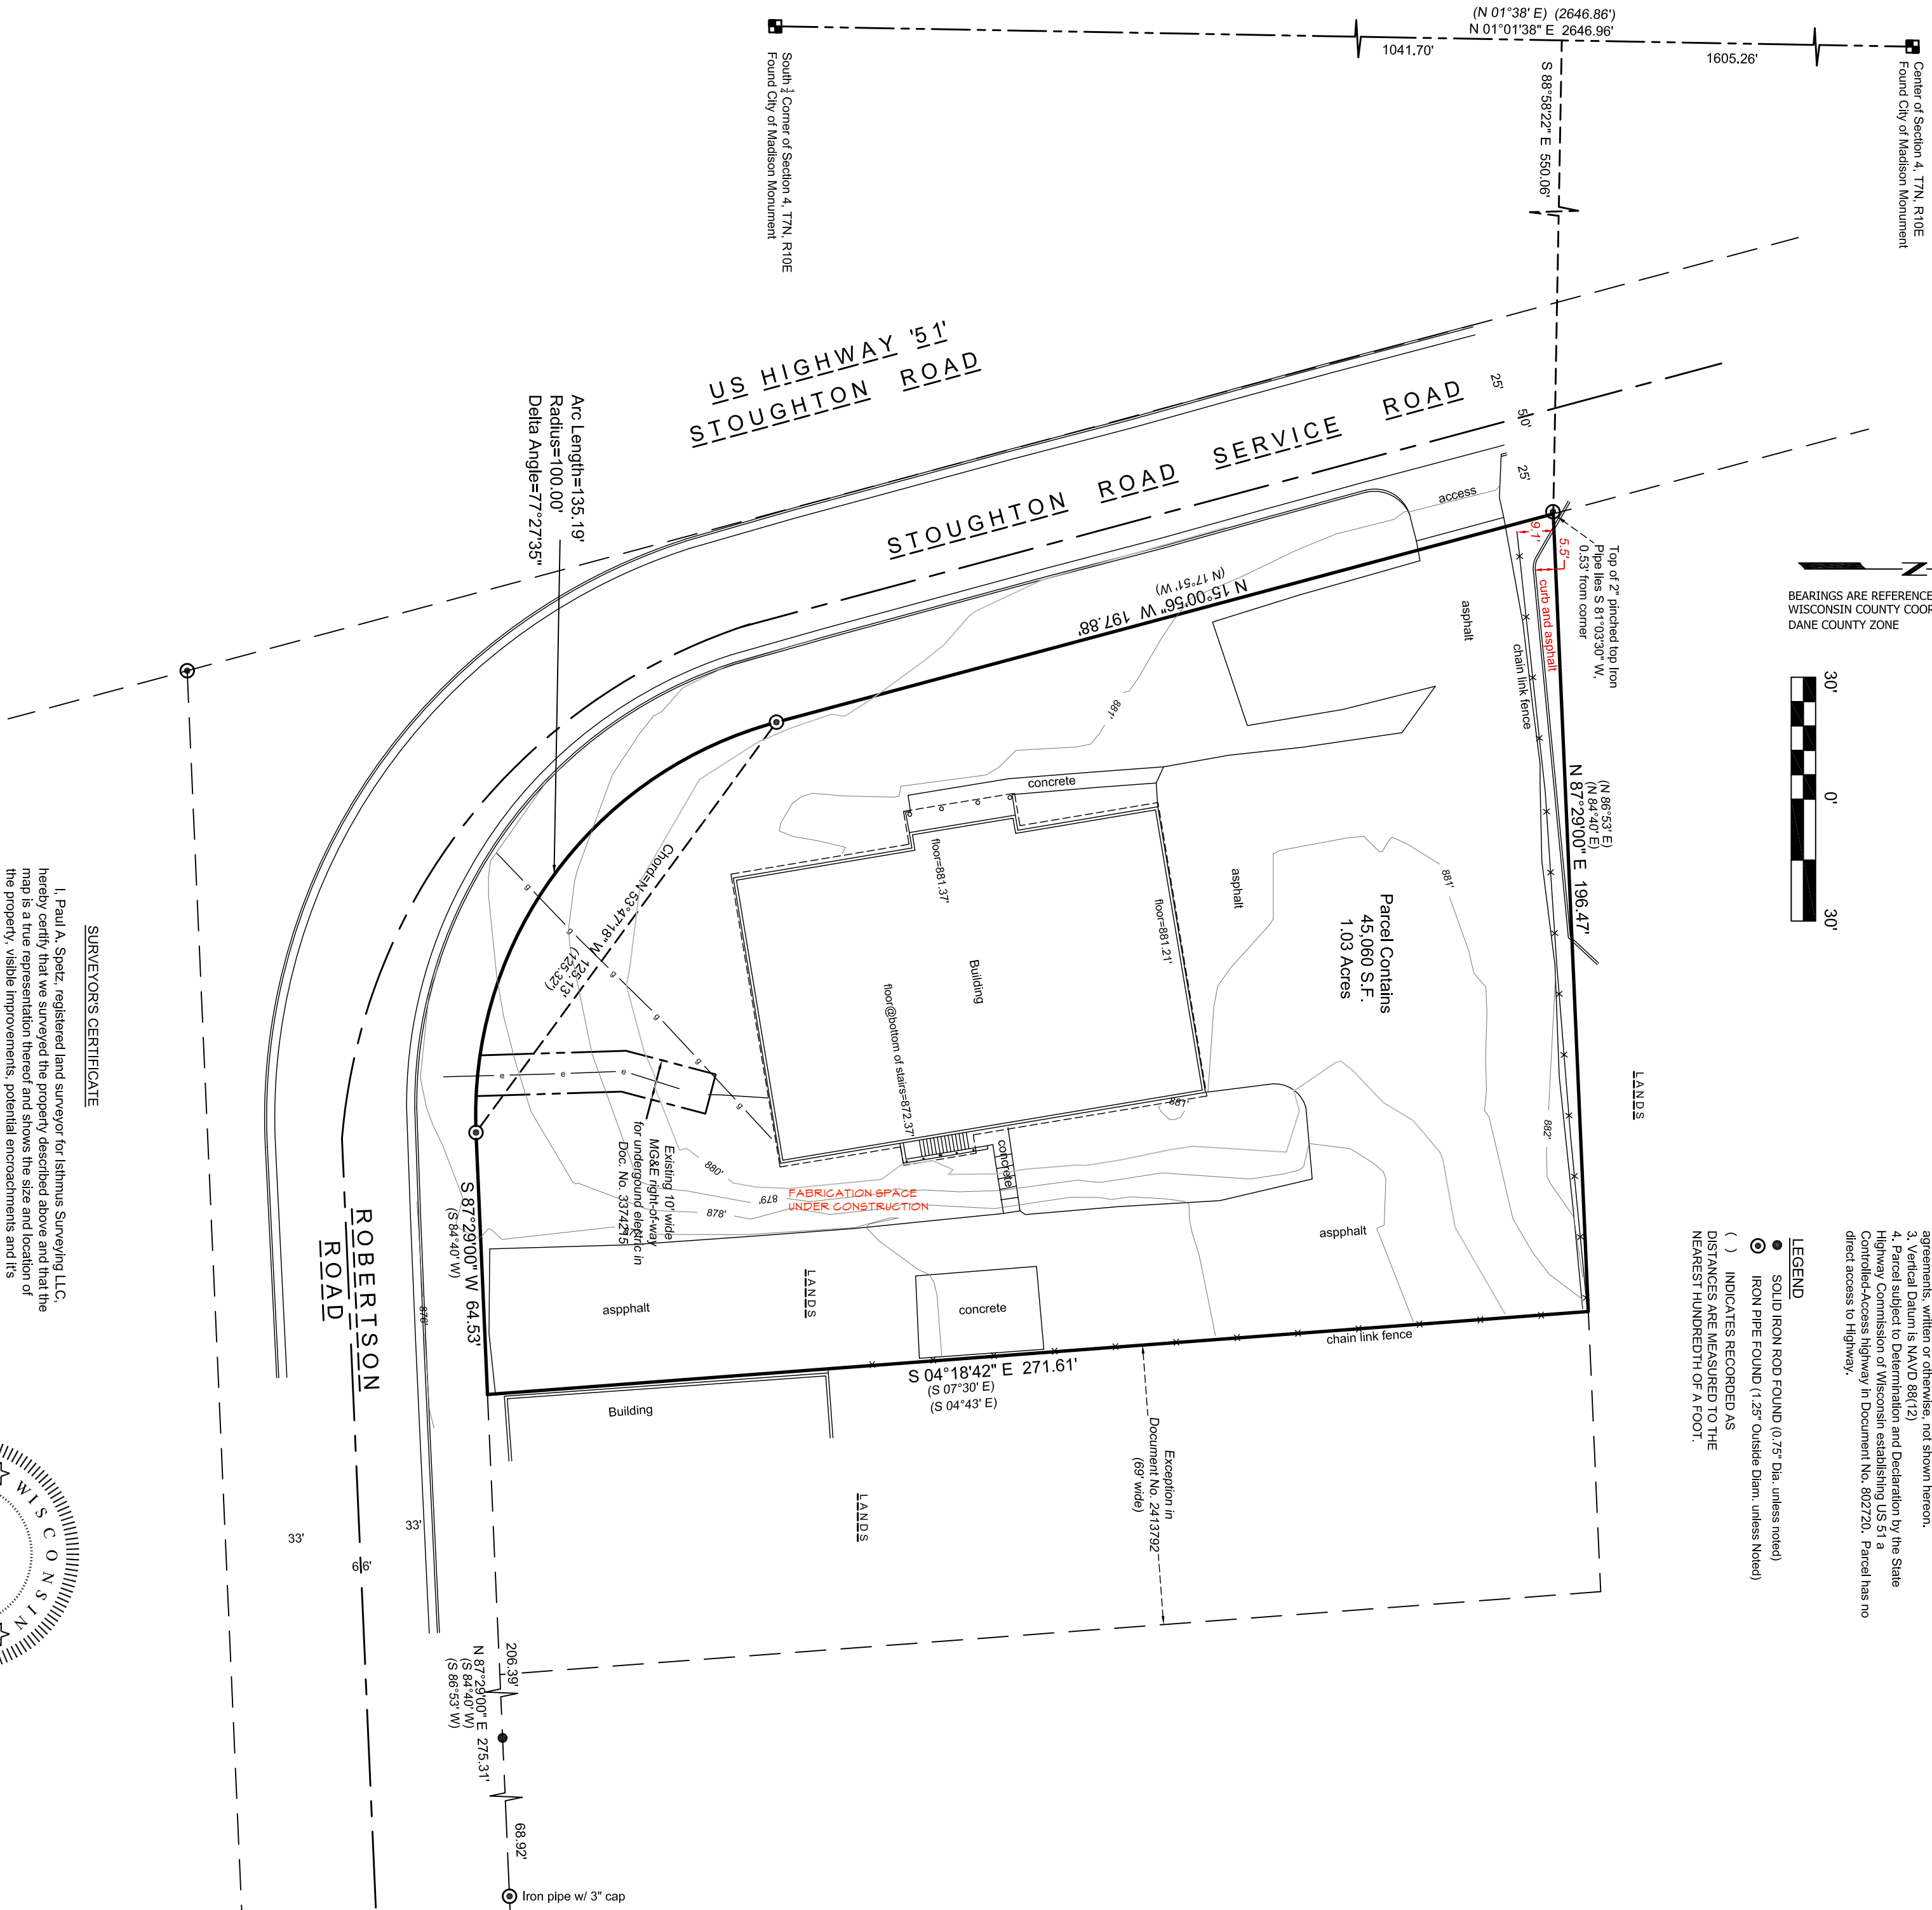 (N 01°38' E) (2646.86')
N 01°01'38" E 2646.96'
1041.70'
1605.26'
Center of Section 4, T7N, R10E
Found City of Madison Monument
South 1/4 Corner of Section 4, T7N, R10E
Found City of Madison Monument
S 88°58'22" E 550.06'
US HIGHWAY '51'
STOUGHTON ROAD
STOUGHTON ROAD SERVICE ROAD
25'
50'
25'
access
Arc Length=135.19'
Radius=100.00'
Delta Angle=77°27'35"
N 15°00'56" W 197.88'
(N 17°51' W)
9.1'
5.5'
curb and asphalt
Top of 2" pinched top Iron
Pipe lies S 81°03'30" W,
0.53' from corner
BEARINGS ARE REFERENCE
WISCONSIN COUNTY COOR
DANE COUNTY ZONE
N
30'
0'
30'
asphalt
chain link fence
(N 86°53' E)
(N 84°40' E)
N 87°29'00" E 196.47'
881'
concrete
asphalt
881'
Parcel Contains
45,060 S.F.
1.03 Acres
floor=881.37'
floor=881.21'
Building
floor@bottom of stairs=872.37'
Chord=N 53°47'18" W 125.13'
(125.32')
g
g
g
g
g
g
e
e
e
Existing 10' wide
MG&E right-of-way
for underground electric in
Doc. No. 3374215
880'
879'
878'
877'
876'
881'
882'
concrete
FABRICATION SPACE
UNDER CONSTRUCTION
LANDS
aspphalt
aspphalt
concrete
LANDS
chain link fence
S 04°18'42" E 271.61'
(S 07°30' E)
(S 04°43' E)
S 87°29'00" W 64.53'
(S 84°40' W)
Building
LANDS
Exception in
Document No. 2413792
(69' wide)
ROBERTSON
ROAD
33'
66'
33'
206.39'
N 87°29'00" E 275.31'
(S 84°40' W)
(S 86°53' W)
68.92'
Iron pipe w/ 3" cap
agreements, written or otherwise, not shown hereon.
3. Vertical Datum is NAVD 88(12)
4. Parcel subject to Determination and Declaration by the State
Highway Commission of Wisconsin establishing US 51 a
Controlled-Access highway in Document No. 802720. Parcel has no
direct access to Highway.
LEGEND
SOLID IRON ROD FOUND (0.75" Dia. unless noted)
IRON PIPE FOUND (1.25" Outside Diam. unless Noted)
( ) INDICATES RECORDED AS
DISTANCES ARE MEASURED TO THE
NEAREST HUNDREDTH OF A FOOT.
SURVEYOR'S CERTIFICATE
I, Paul A. Spetz, registered land surveyor for Isthmus Surveying LLC,
hereby certify that we surveyed the property described above and that the
map is a true representation thereof and shows the size and location of
the property, visible improvements, potential encroachments and it's
WISCONSIN